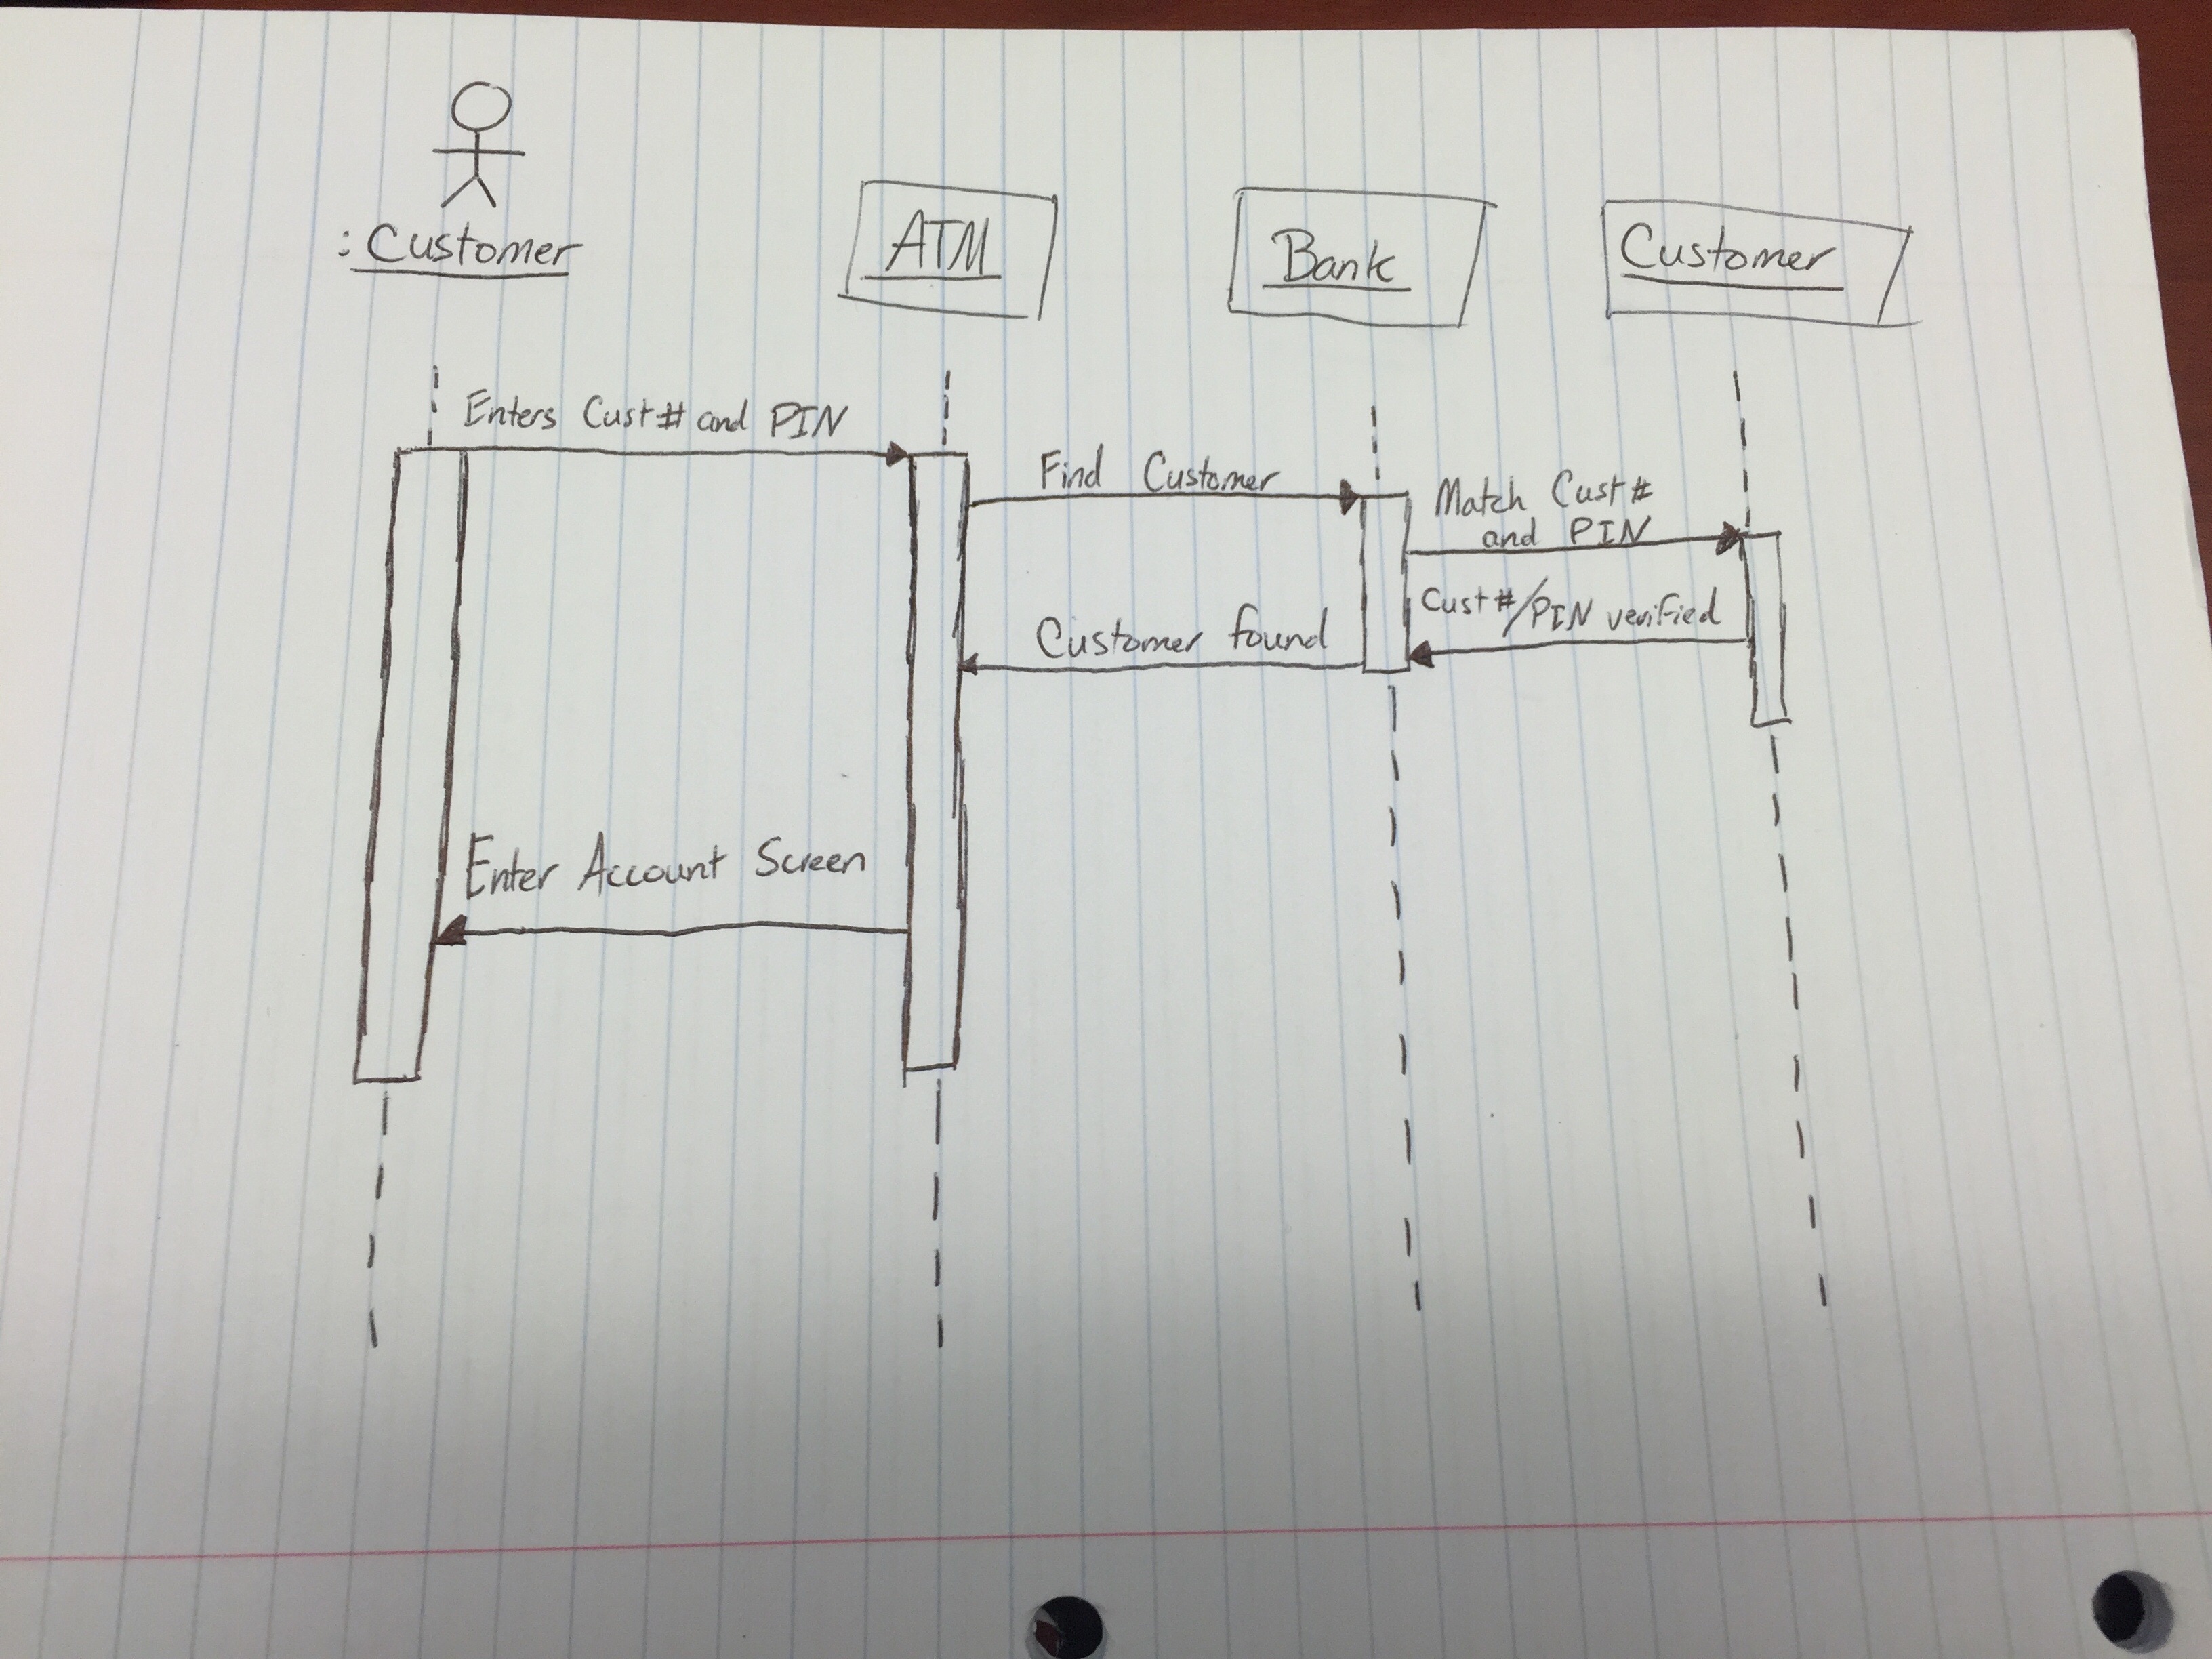 : Customer
ATM
Bank
Customer
Enters Cust# and PIN
Find Customer
Match Cust#
and PIN
Cust#/PIN verified
Customer found
Enter Account Screen